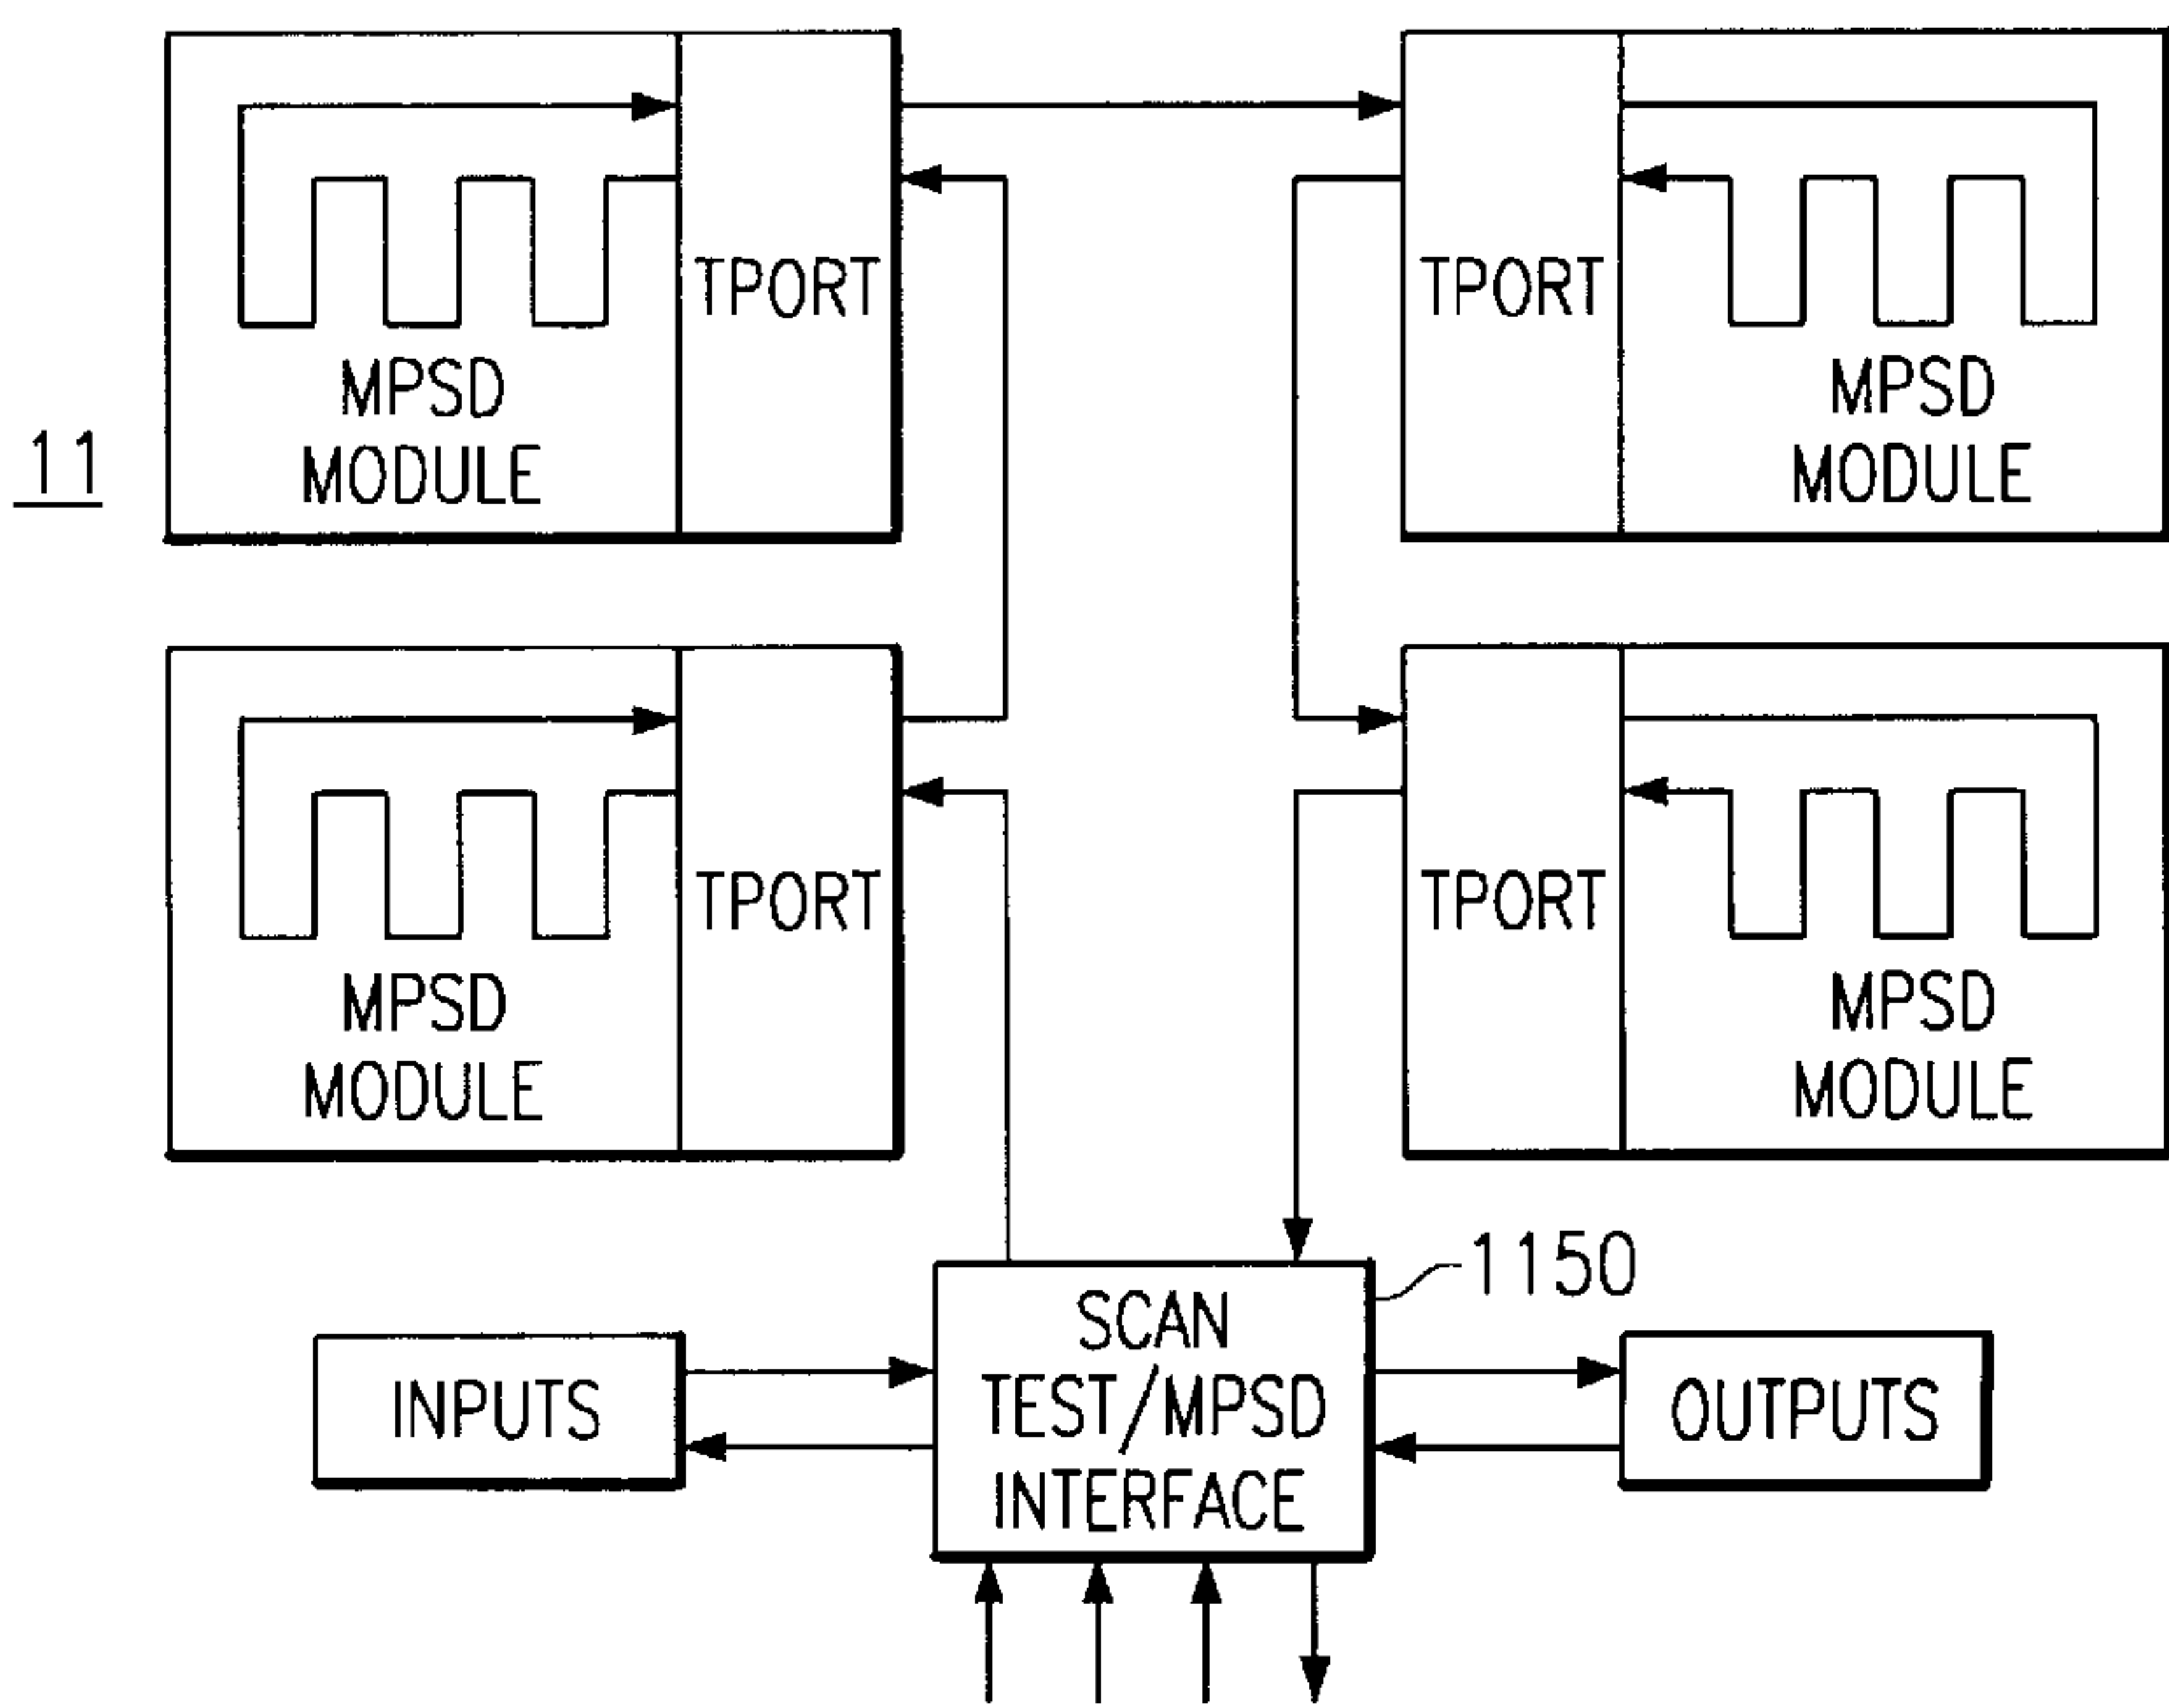 TPORT
MPSD
MODULE
TPORT
MPSD
MODULE
11
TPORT
MPSD
MODULE
TPORT
MPSD
MODULE
1150
SCAN
TEST/MPSD
INTERFACE
INPUTS
OUTPUTS